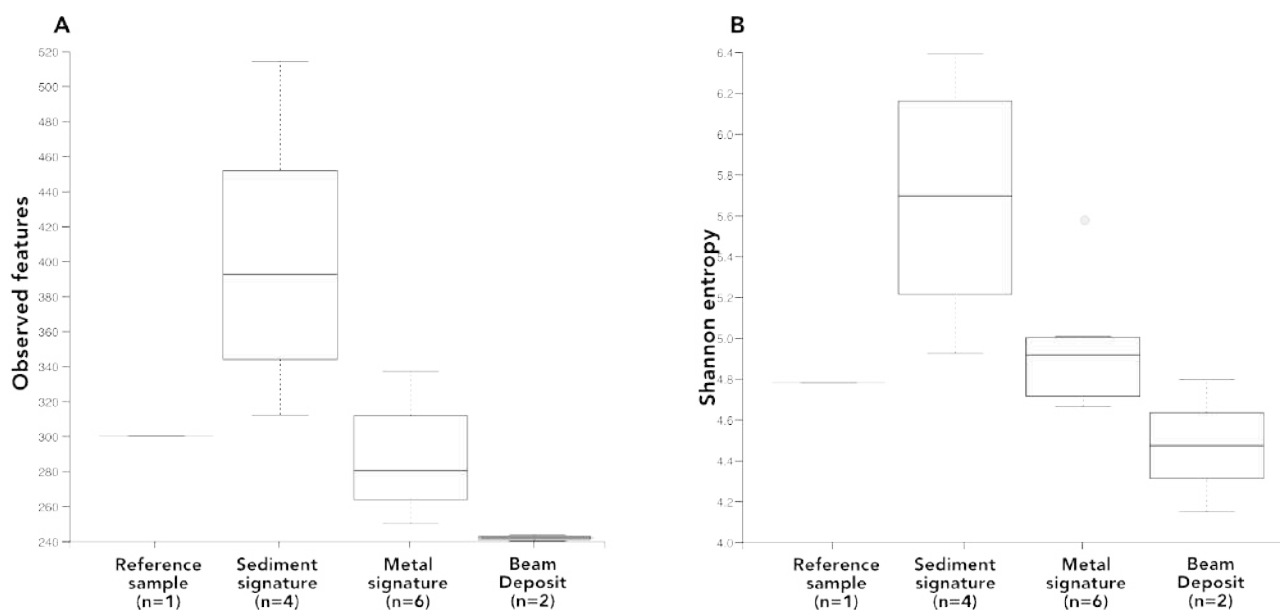 A
Observed features
520
500
480
460
440
420
400
380
360
340
320
300
280
260
240
Reference
sample
(n=1)
Sediment
signature
(n=4)
Metal
signature
(n=6)
Beam
Deposit
(n=2)
B
Shannon entropy
6.4
6.2
6.0
5.8
5.6
5.4
5.2
5.0
4.8
4.6
4.4
4.2
4.0
Reference
sample
(n=1)
Sediment
signature
(n=4)
Metal
signature
(n=6)
Beam
Deposit
(n=2)